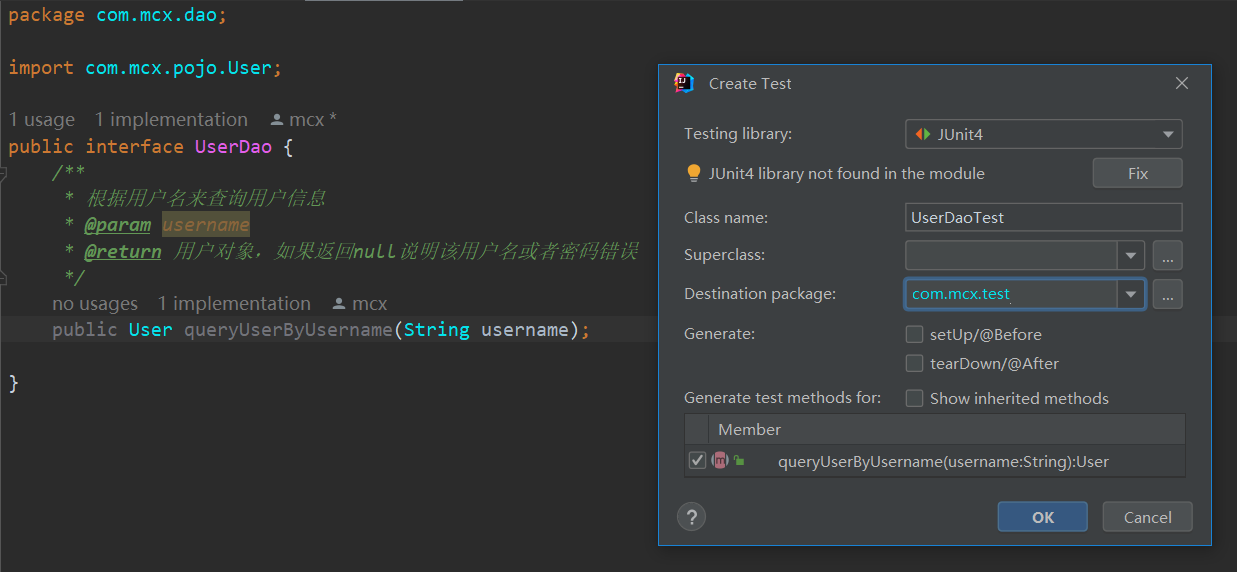 package com.mcx.dao;
import com.mcx.pojo.User;
1 usage 1 implementation mcx *
public interface UserDao {
/**
* 根据用户名来查询用户信息
* @param username
* @return 用户对象，如果返回null说明该用户名或者密码错误
*/
no usages 1 implementation mcx
public User queryUserByUsername(String username);
}
Create Test
Testing library:
JUnit4
JUnit4 library not found in the module
Fix
Class name:
UserDaoTest
Superclass:
...
Destination package:
com.mcx.test
...
Generate:
setUp/@Before
tearDown/@After
Generate test methods for:
Show inherited methods
Member
m
queryUserByUsername(username:String):User
?
OK
Cancel